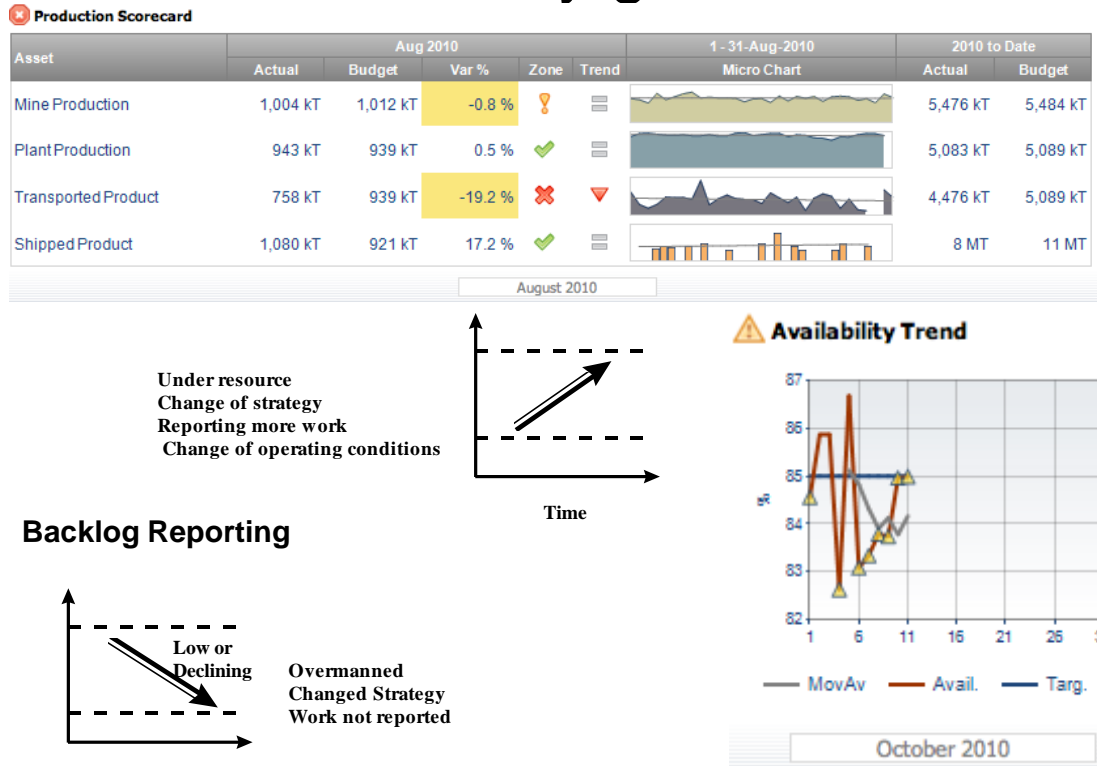 Production Scorecard
Asset Aug 2010 1 - 31-Aug-2010 2010 to Date
Actual Budget Var % Zone Trend Micro Chart Actual Budget
Mine Production 1,004 kT 1,012 kT -0.8 % 5,476 kT 5,484 kT
Plant Production 943 kT 939 kT 0.5 % 5,083 kT 5,089 kT
Transported Product 758 kT 939 kT -19.2 % 4,476 kT 5,089 kT
Shipped Product 1,080 kT 921 kT 17.2 % 8 MT 11 MT
August 2010
Under resource
Change of strategy
Reporting more work
Change of operating conditions
Time
Backlog Reporting
Low or
Declining
Overmanned
Changed Strategy
Work not reported
Availability Trend
87
86
85
%
84
83
82
1 6 11 16 21 26
MovAv Avail. Targ.
October 2010